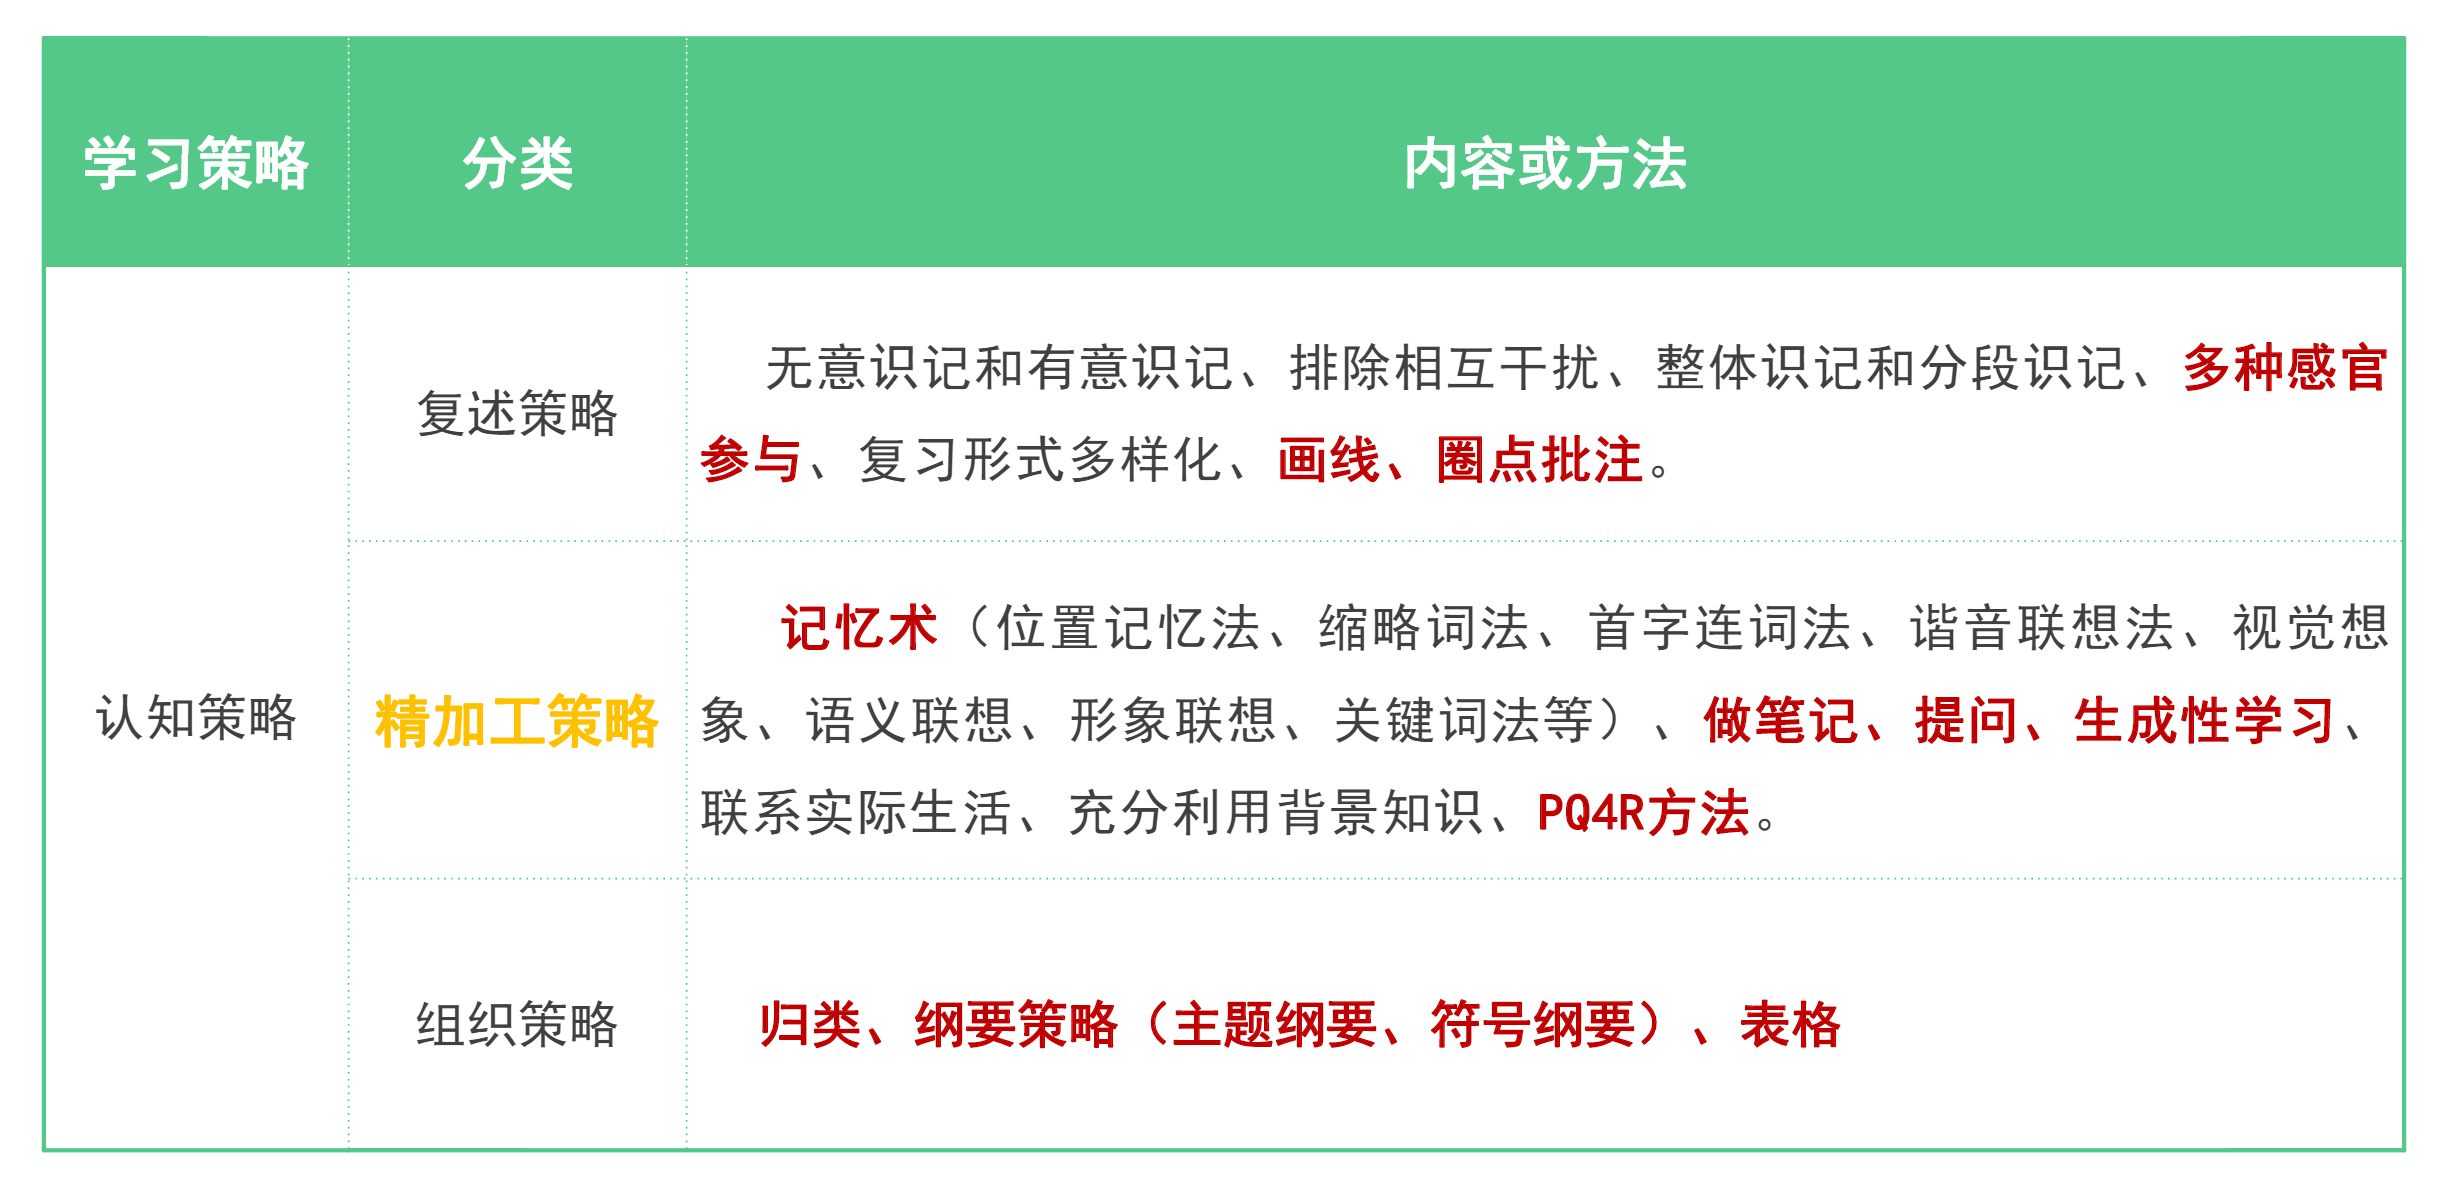 学习策略
分类
内容或方法
认知策略
复述策略
无意识记和有意识记、排除相互干扰、整体识记和分段识记、多种感官
参与、复习形式多样化、画线、圈点批注。
精加工策略
记忆术（位置记忆法、缩略词法、首字连词法、谐音联想法、视觉想
象、语义联想、形象联想、关键词法等）、做笔记、提问、生成性学习、
联系实际生活、充分利用背景知识、PQ4R方法。
组织策略
归类、纲要策略（主题纲要、符号纲要）、表格